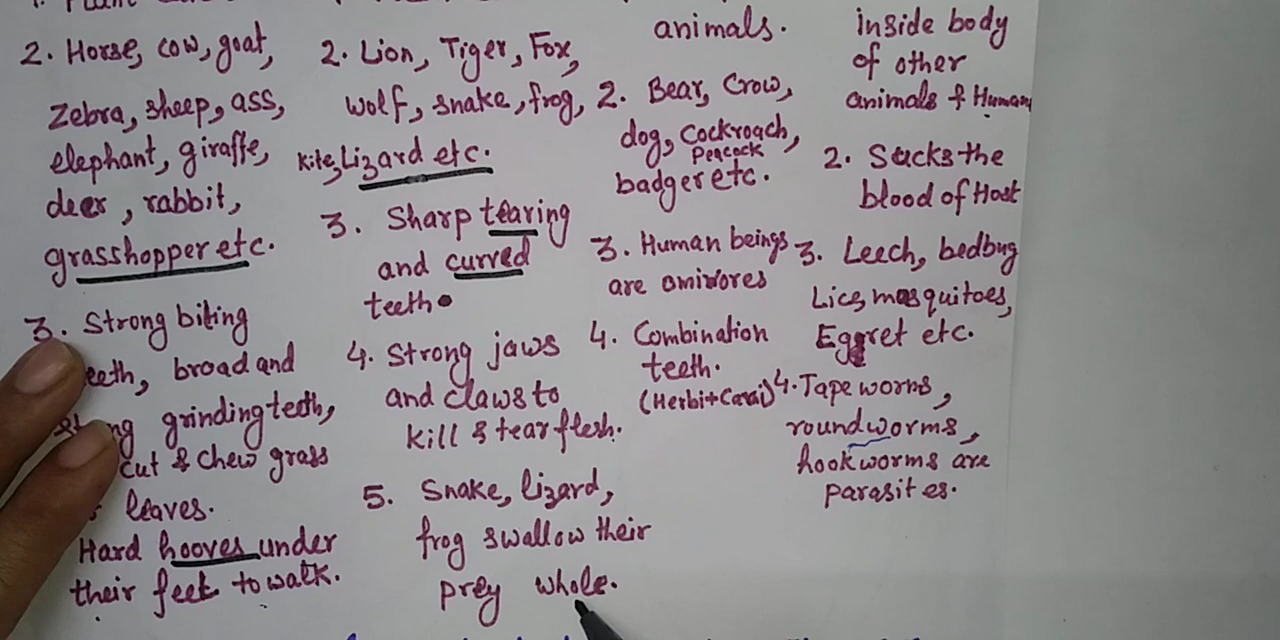 1. Plant
2. Horse, cow, goat,
Zebra, sheep, ass,
elephant, giraffe,
deer, rabbit,
grasshopper etc.
3. Strong biting
teeth, broad and
grinding teeth,
cut & chew grass
leaves.
Hard hooves under
their feet to walk.
2. Lion, Tiger, Fox,
wolf, snake, frog,
kite, Lizard etc.
3. Sharp tearing
and curved
teeth.
4. Strong jaws
and claws to
kill & tear flesh.
5. Snake, lizard,
frog swallow their
prey whole.
animals.
2. Bear, Crow,
dog, Cockroach,
Peacock
badger etc.
3. Human beings
are omivores
4. Combination
teeth.
(Herbi+Carni)
inside body
of other
animals & Human
2. Sucks the
blood of Host
3. Leech, bedbug
Lice, mosquitoes,
Eggret etc.
4. Tape worms,
roundworms,
hookworms are
parasites.